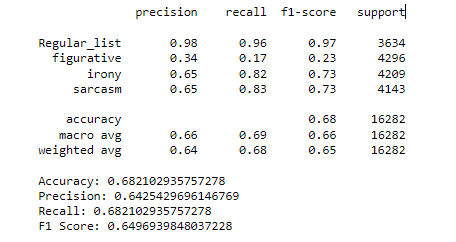 precision recall f1-score support
Regular_list 0.98 0.96 0.97 3634
figurative 0.34 0.17 0.23 4296
irony 0.65 0.82 0.73 4209
sarcasm 0.65 0.83 0.73 4143
accuracy 0.68 16282
macro avg 0.66 0.69 0.66 16282
weighted avg 0.64 0.68 0.65 16282
Accuracy: 0.682102935757278
Precision: 0.6425429696146769
Recall: 0.682102935757278
F1 Score: 0.6496939848037228